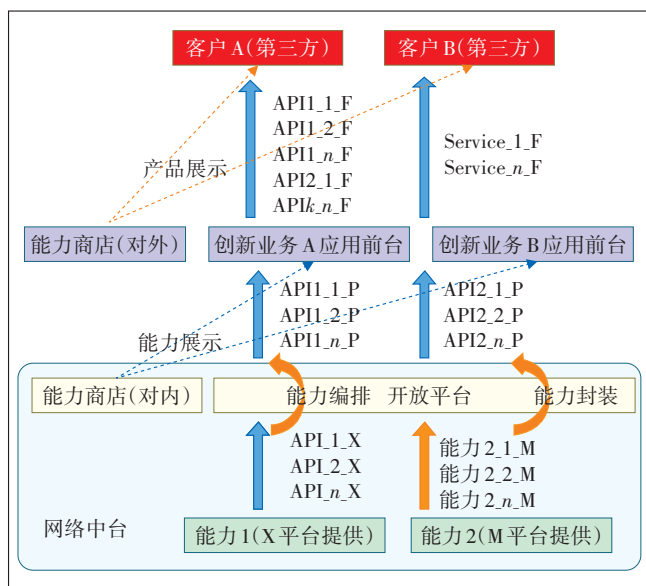 客户A(第三方)
客户B(第三方)
API1_1_F
API1_2_F
API1_n_F
API2_1_F
APIk_n_F
Service_1_F
Service_n_F
产品展示
能力商店(对外)
创新业务A应用前台
创新业务B应用前台
API1_1_P
API1_2_P
API1_n_P
API2_1_P
API2_2_P
API2_n_P
能力展示
能力商店(对内)
能力编排 开放平台
能力封装
API_1_X
API_2_X
API_n_X
能力2_1_M
能力2_2_M
能力2_n_M
网络中台
能力1(X平台提供)
能力2(M平台提供)